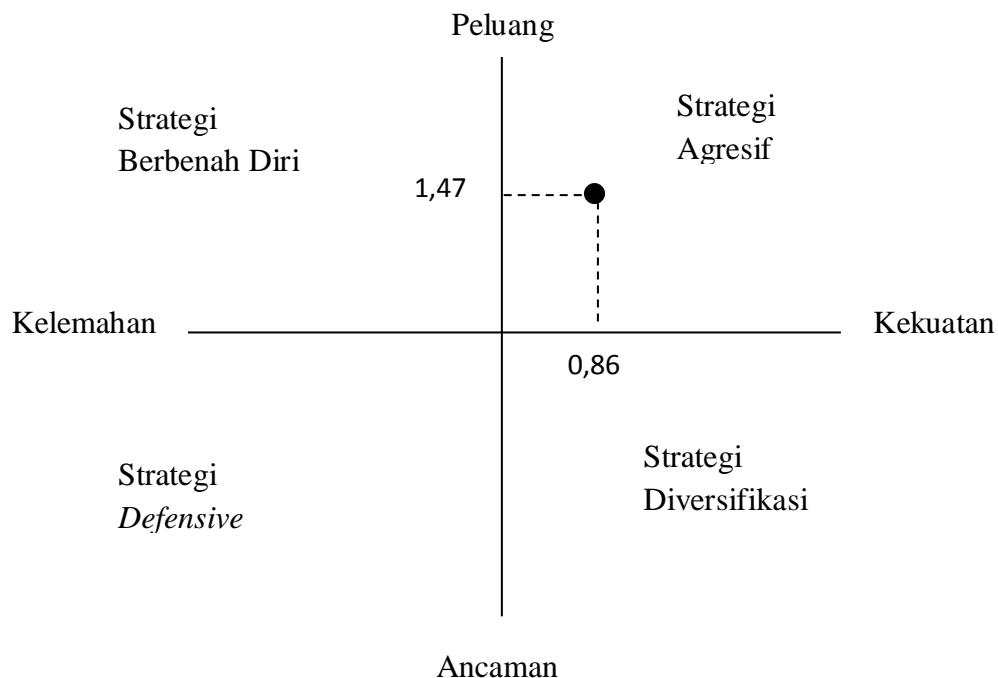 Peluang
Strategi
Berbenah Diri
Strategi
Agresif
1,47
Kelemahan
Kekuatan
0,86
Strategi
Defensive
Strategi
Diversifikasi
Ancaman